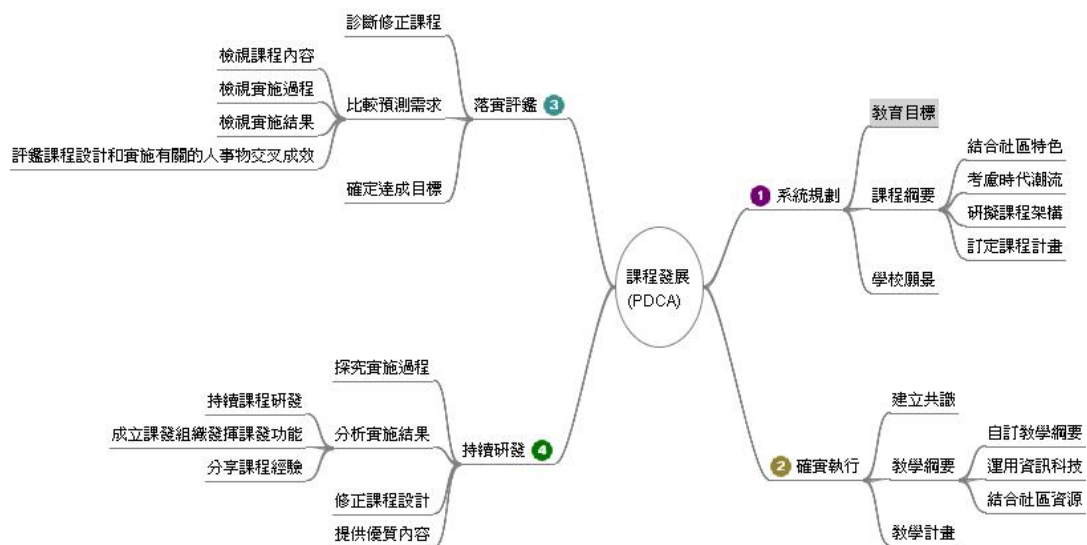 課程發展
(PDCA)
1 系統規劃
教育目標
課程綱要
結合社區特色
考慮時代潮流
研擬課程架構
訂定課程計畫
學校願景
2 確實執行
建立共識
教學綱要
自訂教學綱要
運用資訊科技
結合社區資源
教學計畫
落實評鑑 3
診斷修正課程
比較預測需求
檢視課程內容
檢視實施過程
檢視實施結果
評鑑課程設計和實施有關的人事物交叉成效
確定達成目標
持續研發 4
探究實施過程
分析實施結果
持續課程研發
成立課發組織發揮課發功能
分享課程經驗
修正課程設計
提供優質內容